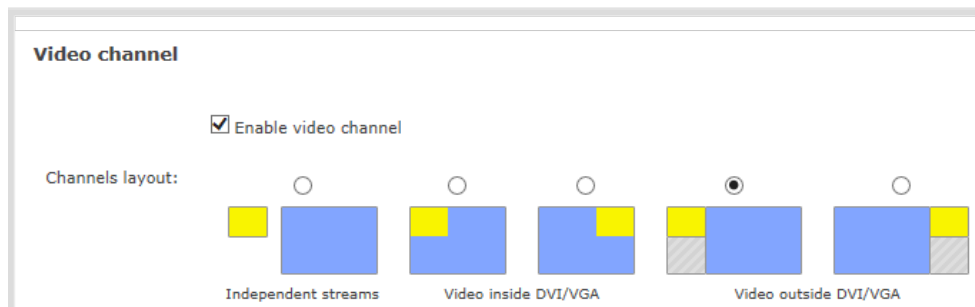 Video channel
Enable video channel
Channels layout:
Independent streams Video inside DVI/VGA Video outside DVI/VGA